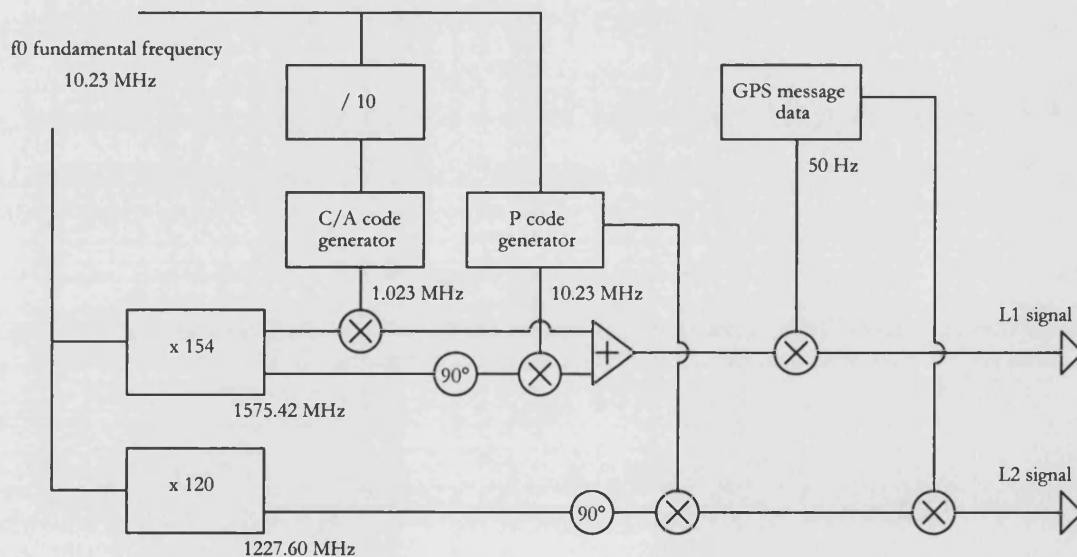 f0 fundamental frequency
10.23 MHz
/ 10
GPS message
data
50 Hz
C/A code
generator
P code
generator
1.023 MHz
10.23 MHz
x 154
90°
+
L1 signal
1575.42 MHz
x 120
90°
L2 signal
1227.60 MHz